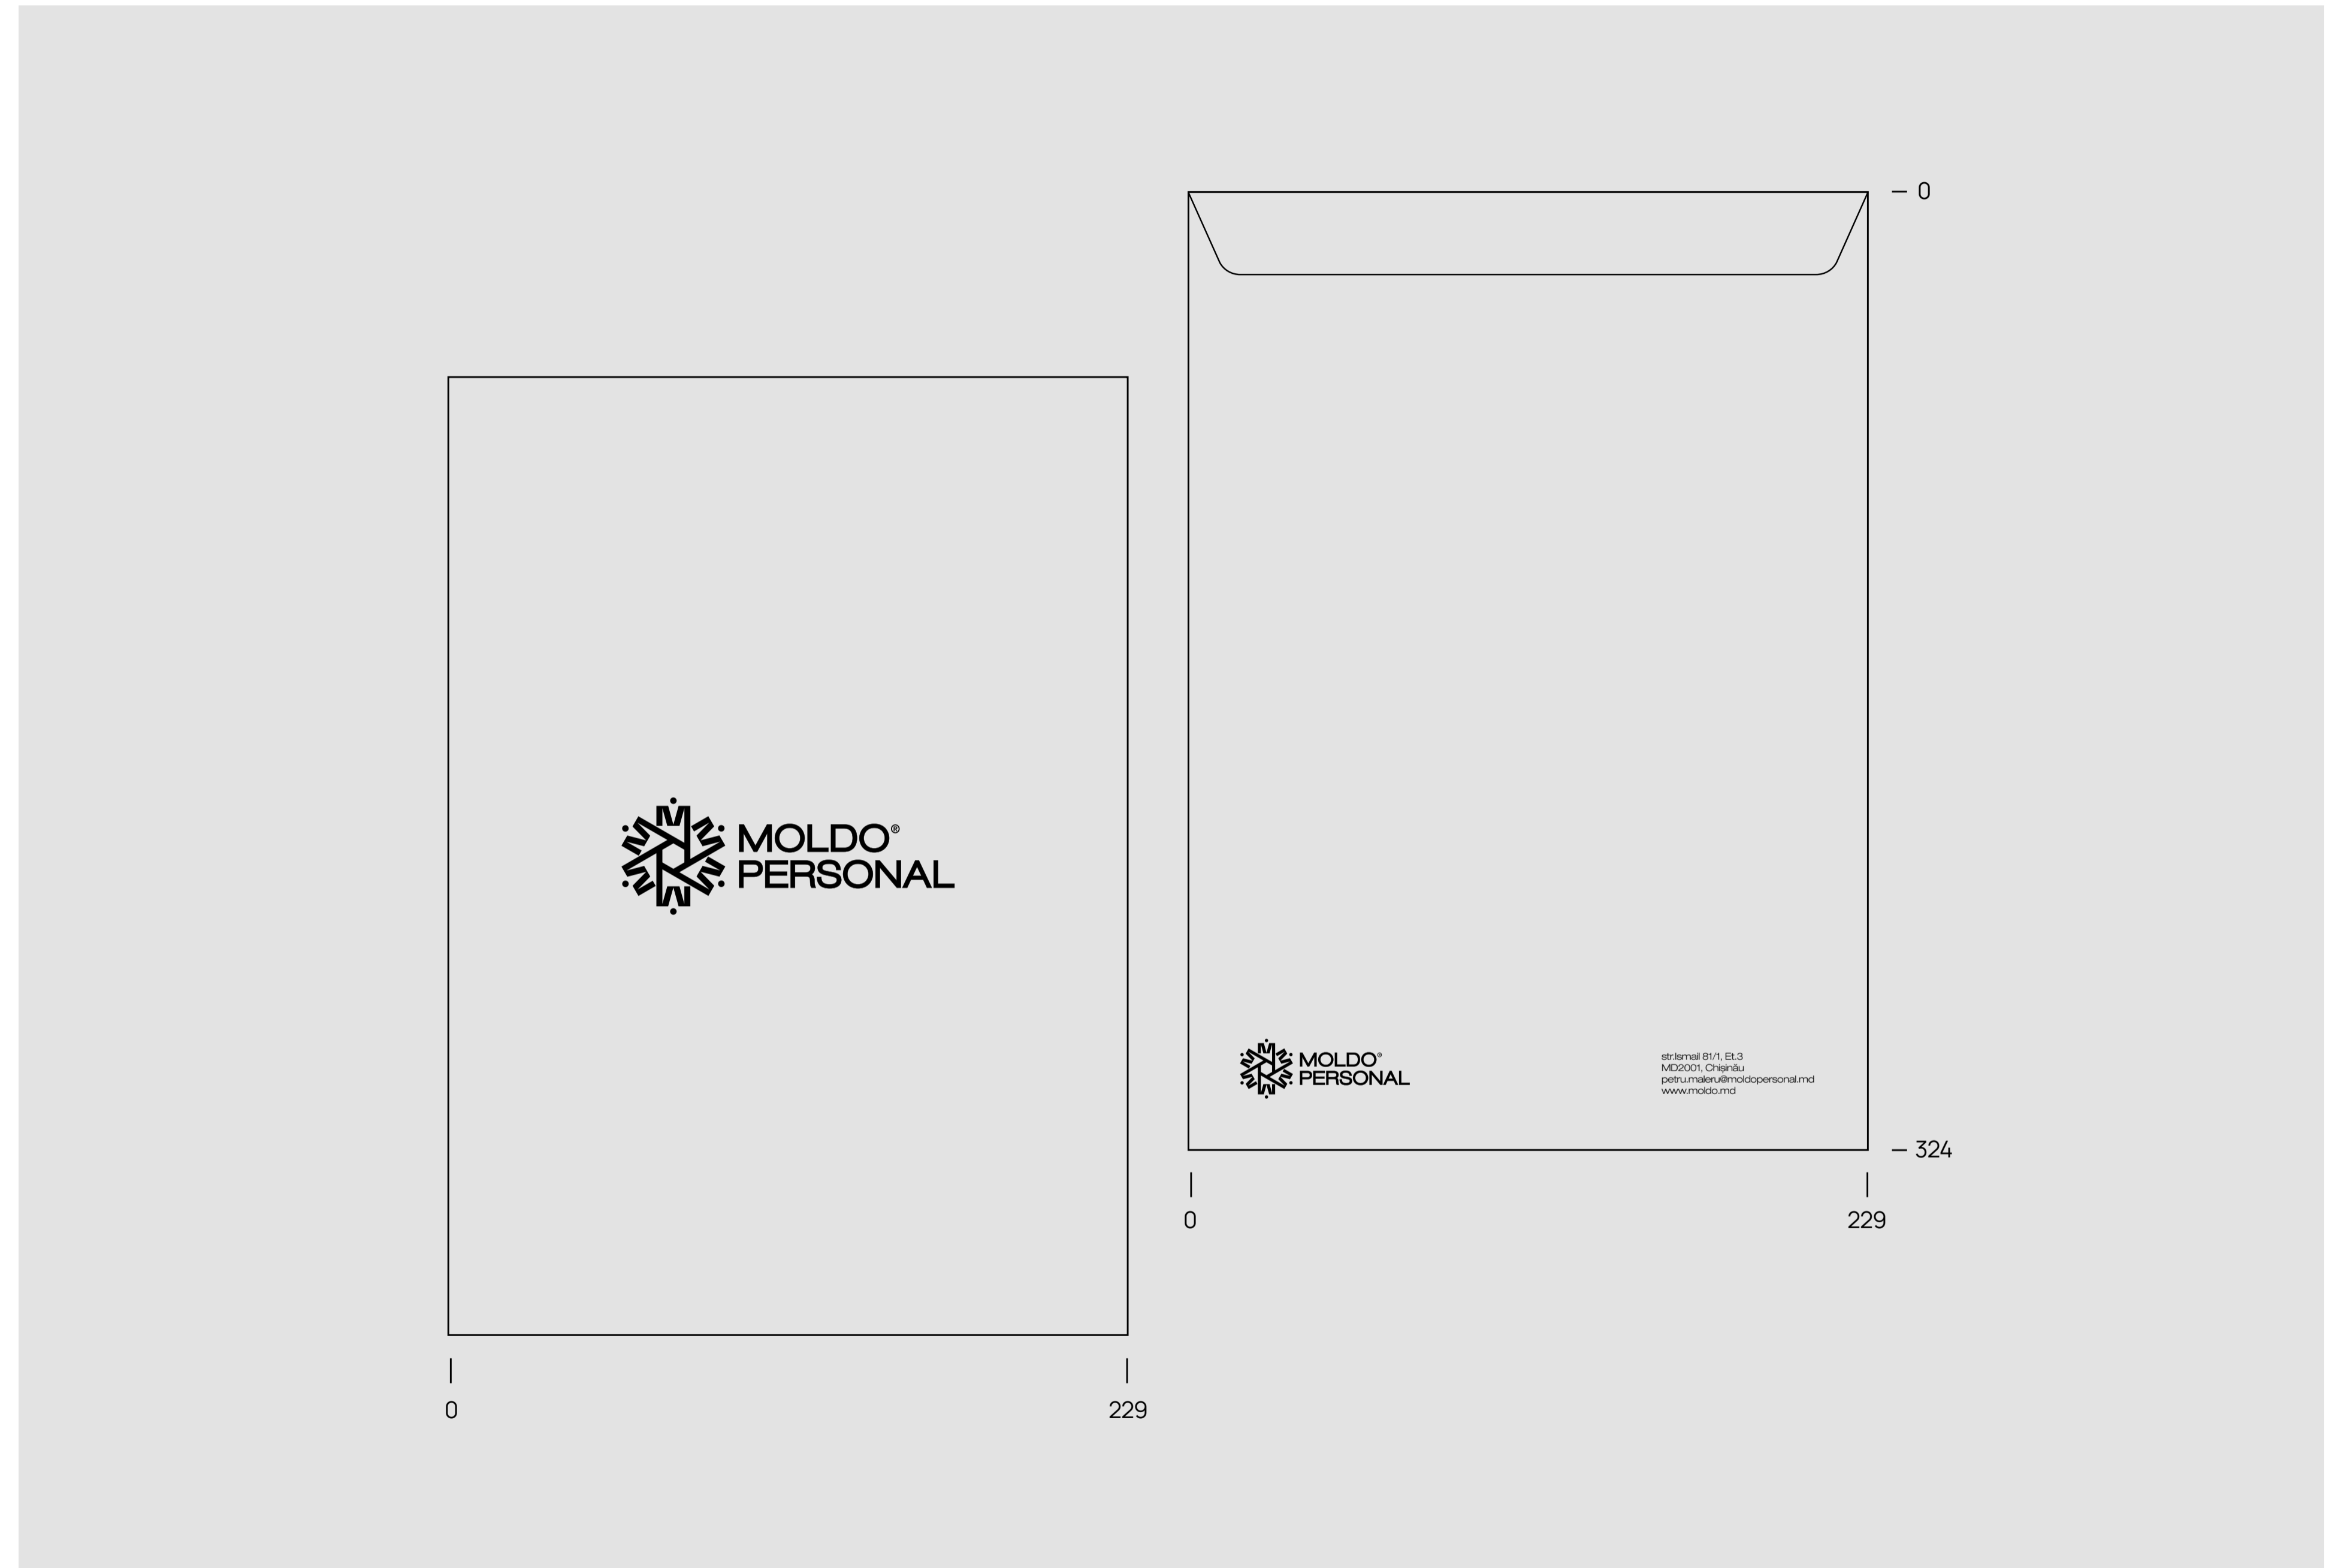 MOLDO®
PERSONAL
0
229
0
MOLDO®
PERSONAL
str.Ismail 81/1, Et.3
MD2001, Chișinău
petru.maleru@moldopersonal.md
www.moldo.md
324
0
229